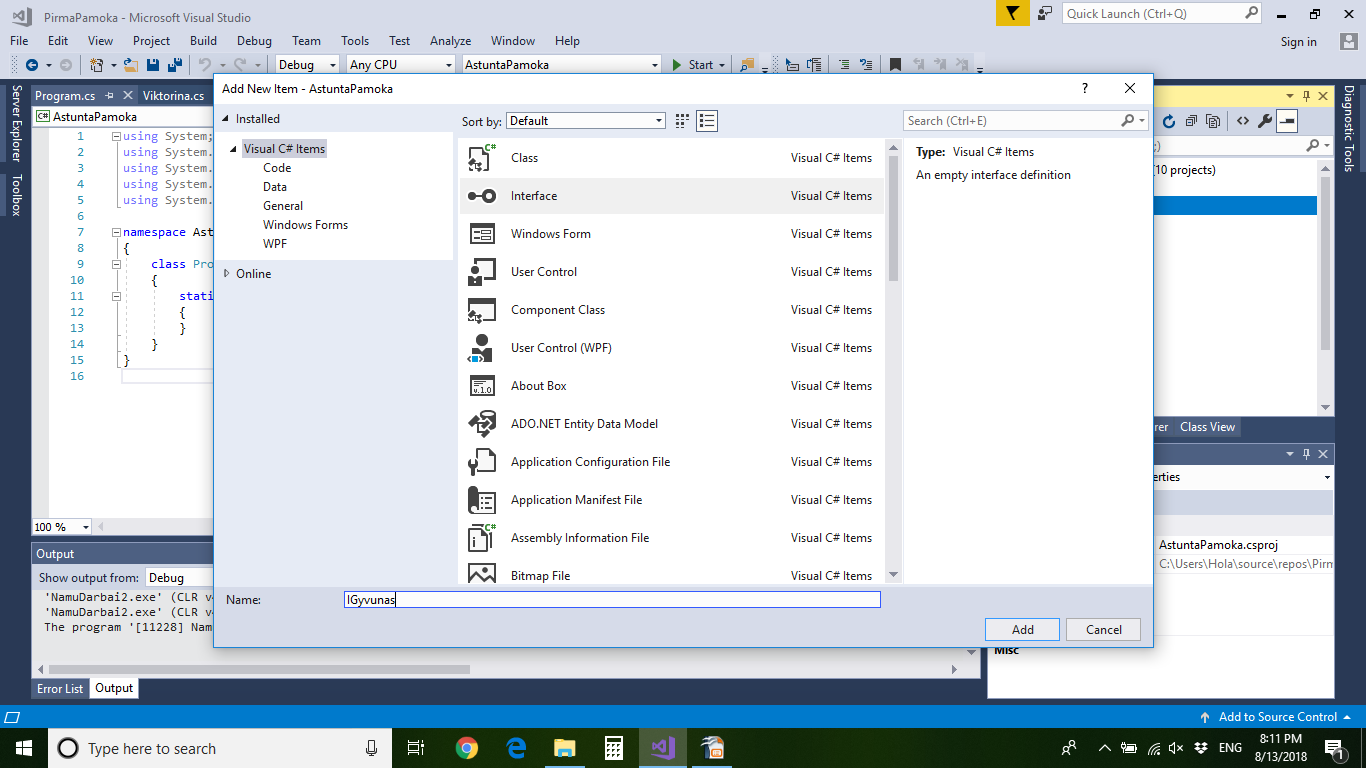 PirmaPamoka - Microsoft Visual Studio
Quick Launch (Ctrl+Q)
File Edit View Project Build Debug Team Tools Test Analyze Window Help
Sign in
Debug Any CPU AstuntaPamoka Start
Server Explorer
Toolbox
Program.cs Viktorina.cs
C# AstuntaPamoka
1 using System;
2 using System.
3 using System.
4 using System.
5 using System.
6
7 namespace Ast
8 {
9 class Pro
10 {
11 stati
12 {
13 }
14 }
15 }
16
100 %
Output
Show output from: Debug
'NamuDarbai2.exe' (CLR v4
'NamuDarbai2.exe' (CLR v4
The program '[11228] Nam
Error List Output
Add New Item - AstuntaPamoka
?
Installed
Visual C# Items
Code
Data
General
Windows Forms
WPF
Online
Sort by: Default
Search (Ctrl+E)
Class Visual C# Items
Interface Visual C# Items
Windows Form Visual C# Items
User Control Visual C# Items
Component Class Visual C# Items
User Control (WPF) Visual C# Items
About Box Visual C# Items
ADO.NET Entity Data Model Visual C# Items
Application Configuration File Visual C# Items
Application Manifest File Visual C# Items
Assembly Information File Visual C# Items
Bitmap File Visual C# Items
Type: Visual C# Items
An empty interface definition
Name: IGyvunas
Add Cancel
;)
(10 projects)
rer Class View
erties
AstuntaPamoka.csproj
C:\Users\Hola\source\repos\Pirm
Misc
Diagnostic Tools
Add to Source Control
Type here to search
ENG
8:11 PM
8/13/2018
1